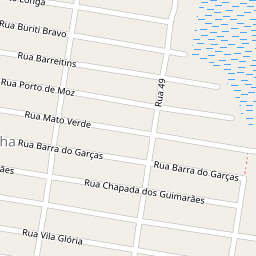 Longa
Rua Buriti Bravo
Rua Barreitins
Rua 49
Rua Porto de Moz
Rua Mato Verde
Rua Barra do Garças
Rua Barra do Garças
Rua Chapada dos Guimarães
Rua Vila Glória